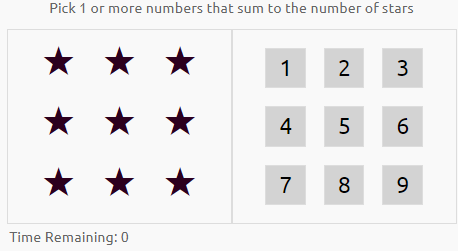 Pick 1 or more numbers that sum to the number of stars
1 2 3
4 5 6
7 8 9
Time Remaining: 0